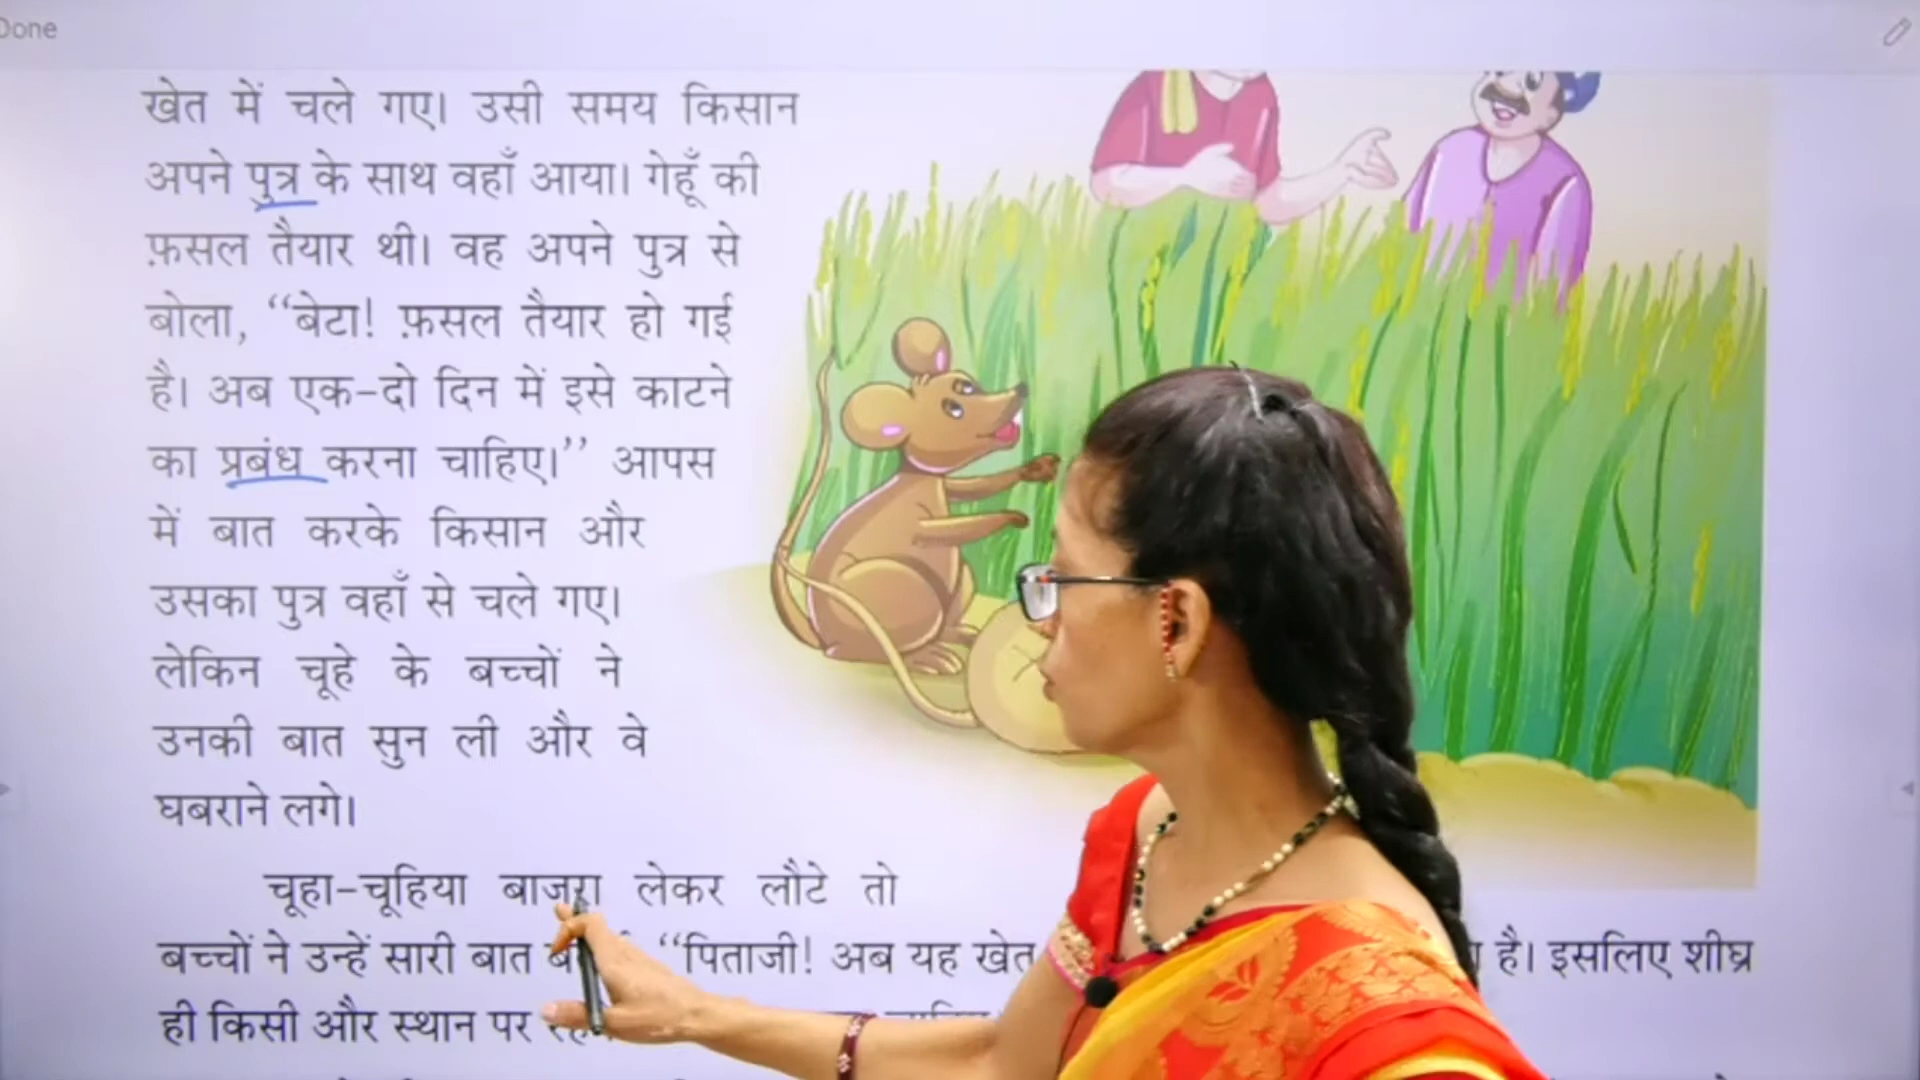 Done
खेत में चले गए। उसी समय किसान
अपने पुत्र के साथ वहाँ आया। गेहूँ की
फ़सल तैयार थी। वह अपने पुत्र से
बोला, “बेटा! फ़सल तैयार हो गई
है। अब एक-दो दिन में इसे काटने
का प्रबंध करना चाहिए।” आपस
में बात करके किसान और
उसका पुत्र वहाँ से चले गए।
लेकिन चूहे के बच्चों ने
उनकी बात सुन ली और वे
घबराने लगे।
चूहा-चूहिया बाजरा लेकर लौटे तो
बच्चों ने उन्हें सारी बात “पिताजी! अब यह खेत है। इसलिए शीघ्र
ही किसी और स्थान पर